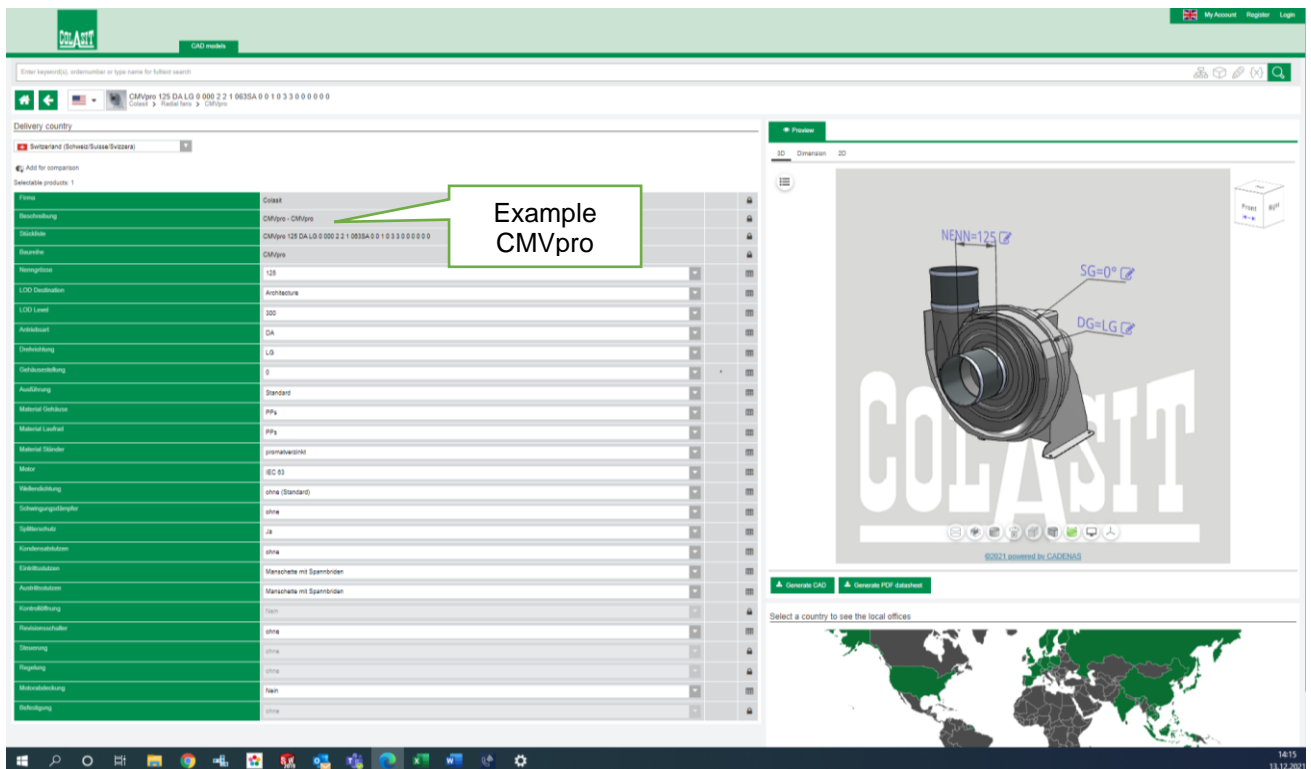 My Account Register Login
COLASIT
CAD models
Enter keyword(s), ordernumber or type name for fulltext search
CMVpro 125 DA LG 0 000 2 2 1 063SA 0 0 1 0 3 3 0 0 0 0 0 0
Colasit > Radial fans > CMVpro
Delivery country
Switzerland (Schweiz/Suisse/Svizzera)
Add for comparison
Selectable products: 1
Firma Colasit
Beschreibung CMVpro - CMVpro
Stückliste CMVpro 125 DA LG 0 000 2 2 1 063SA 0 0 1 0 3 3 0 0 0 0 0 0
Baureihe CMVpro
Nenngrösse 125
LOD Destination Architecture
LOD Level 300
Antriebsart DA
Drehrichtung LG
Gehäusestellung 0 *
Ausführung Standard
Material Gehäuse PPs
Material Laufrad PPs
Material Ständer promatverzinkt
Motor IEC 63
Wellendichtung ohne (Standard)
Schwingungsdämpfer ohne
Splitterschutz Ja
Kondensatstutzen ohne
Eintrittsstutzen Manschette mit Spannbriden
Austrittsstutzen Manschette mit Spannbriden
Kontrollöffnung Nein
Revisionsschalter ohne
Steuerung ohne
Regelung ohne
Motorabdeckung Nein
Befestigung ohne
Example
CMVpro
Preview
3D Dimension 2D
Front Right
NENN=125
SG=0°
DG=LG
COLASIT
©2021 powered by CADENAS
Generate CAD Generate PDF datasheet
Select a country to see the local offices
14:15
13.12.2021